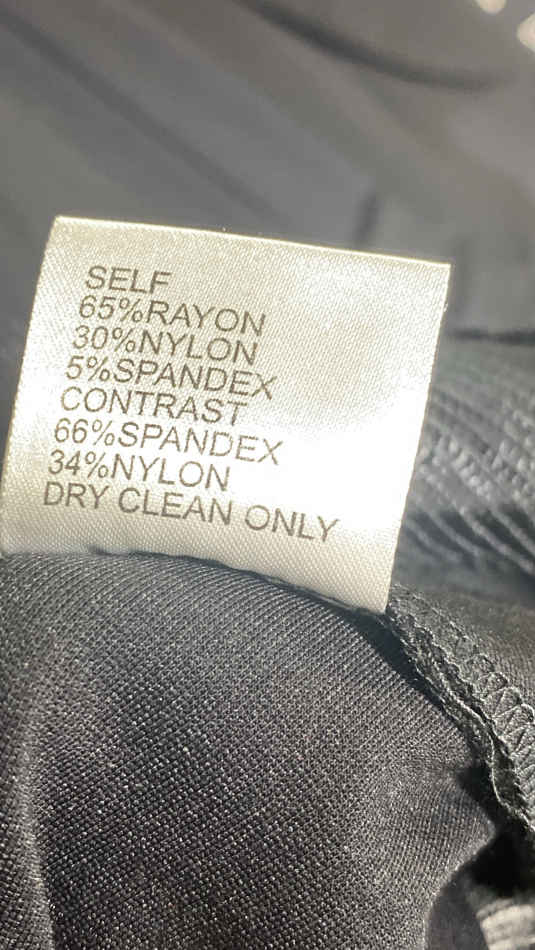 SELF
65%RAYON
30%NYLON
5%SPANDEX
CONTRAST
66%SPANDEX
34%NYLON
DRY CLEAN ONLY